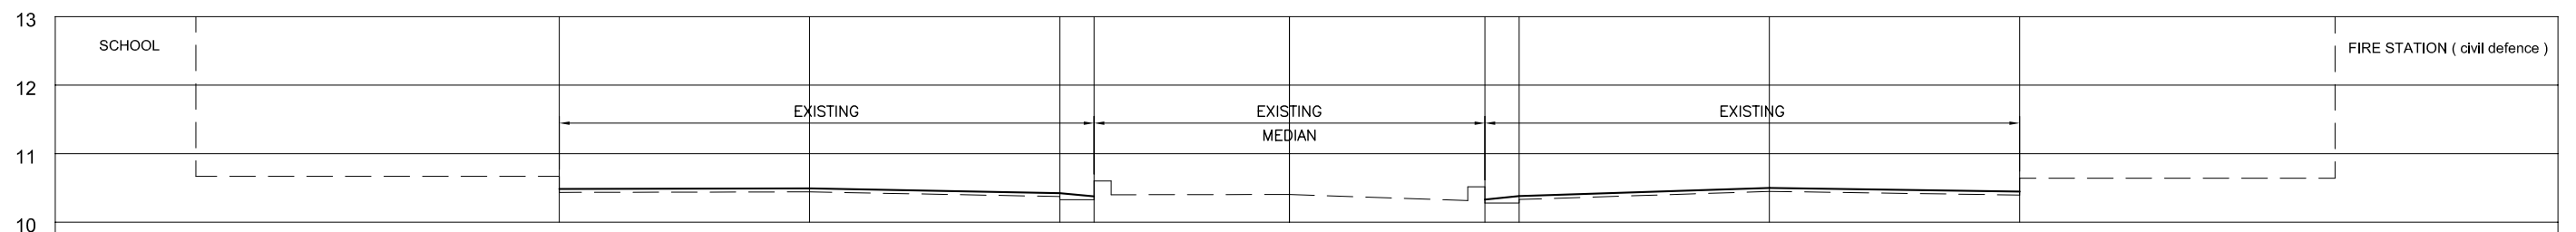 13
SCHOOL
FIRE STATION ( civil defence )
12
EXISTING
EXISTING
EXISTING
MEDIAN
11
10